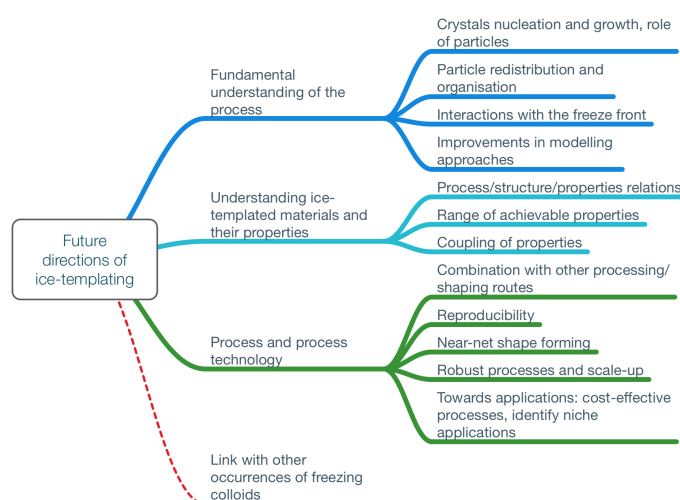 Future
directions of
ice-templating
Fundamental
understanding of the
process
Crystals nucleation and growth, role
of particles
Particle redistribution and
organisation
Interactions with the freeze front
Improvements in modelling
approaches
Understanding ice-
templated materials and
their properties
Process/structure/properties relations
Range of achievable properties
Coupling of properties
Process and process
technology
Combination with other processing/
shaping routes
Reproducibility
Near-net shape forming
Robust processes and scale-up
Towards applications: cost-effective
processes, identify niche
applications
Link with other
occurrences of freezing
colloids